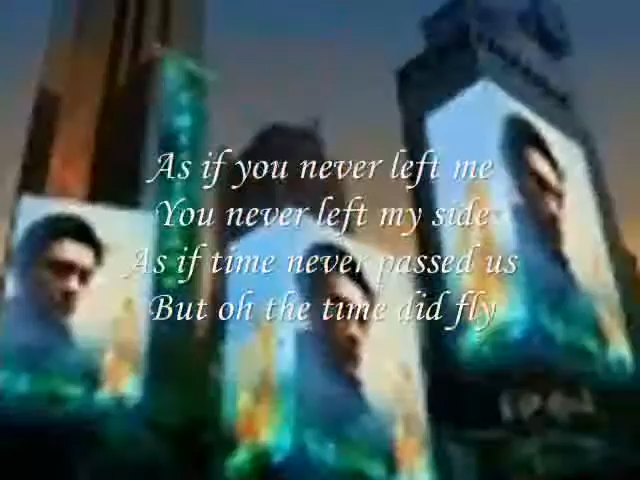 As if you never left me
You never left my side
As if time never passed us
But oh the time did fly